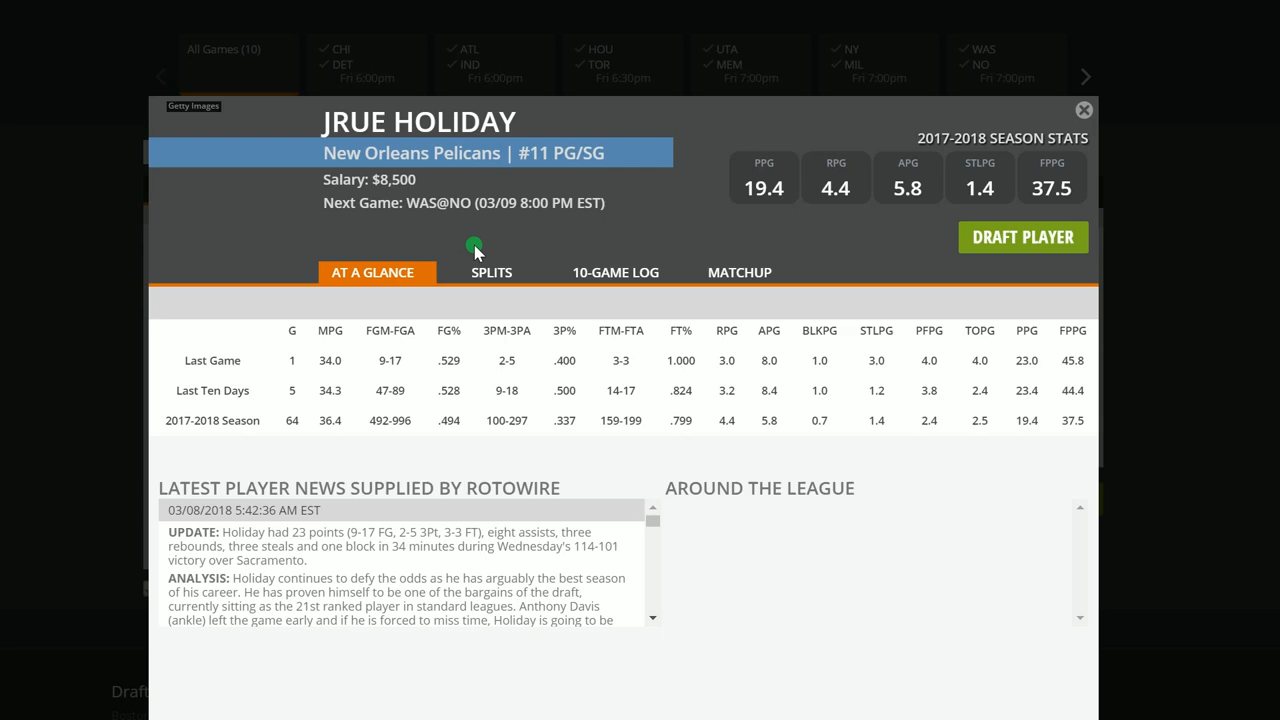 All Games (10)
CHI
DET
Fri 6:00pm
ATL
IND
Fri 6:00pm
HOU
TOR
Fri 6:30pm
UTA
MEM
Fri 7:00pm
NY
MIL
Fri 7:00pm
WAS
NO
Fri 7:00pm
Getty Images
JRUE HOLIDAY
New Orleans Pelicans | #11 PG/SG
Salary: $8,500
Next Game: WAS@NO (03/09 8:00 PM EST)
2017-2018 SEASON STATS
PPG RPG APG STLPG FPPG
19.4 4.4 5.8 1.4 37.5
DRAFT PLAYER
AT A GLANCE SPLITS 10-GAME LOG MATCHUP
G MPG FGM-FGA FG% 3PM-3PA 3P% FTM-FTA FT% RPG APG BLKPG STLPG PFPG TOPG PPG FPPG
Last Game 1 34.0 9-17 .529 2-5 .400 3-3 1.000 3.0 8.0 1.0 3.0 4.0 4.0 23.0 45.8
Last Ten Days 5 34.3 47-89 .528 9-18 .500 14-17 .824 3.2 8.4 1.0 1.2 3.8 2.4 23.4 44.4
2017-2018 Season 64 36.4 492-996 .494 100-297 .337 159-199 .799 4.4 5.8 0.7 1.4 2.4 2.5 19.4 37.5
LATEST PLAYER NEWS SUPPLIED BY ROTOWIRE
03/08/2018 5:42:36 AM EST
UPDATE: Holiday had 23 points (9-17 FG, 2-5 3Pt, 3-3 FT), eight assists, three
rebounds, three steals and one block in 34 minutes during Wednesday's 114-101
victory over Sacramento.
ANALYSIS: Holiday continues to defy the odds as he has arguably the best season
of his career. He has proven himself to be one of the bargains of the draft,
currently sitting as the 21st ranked player in standard leagues. Anthony Davis
(ankle) left the game early and if he is forced to miss time, Holiday is going to be
AROUND THE LEAGUE
Draft